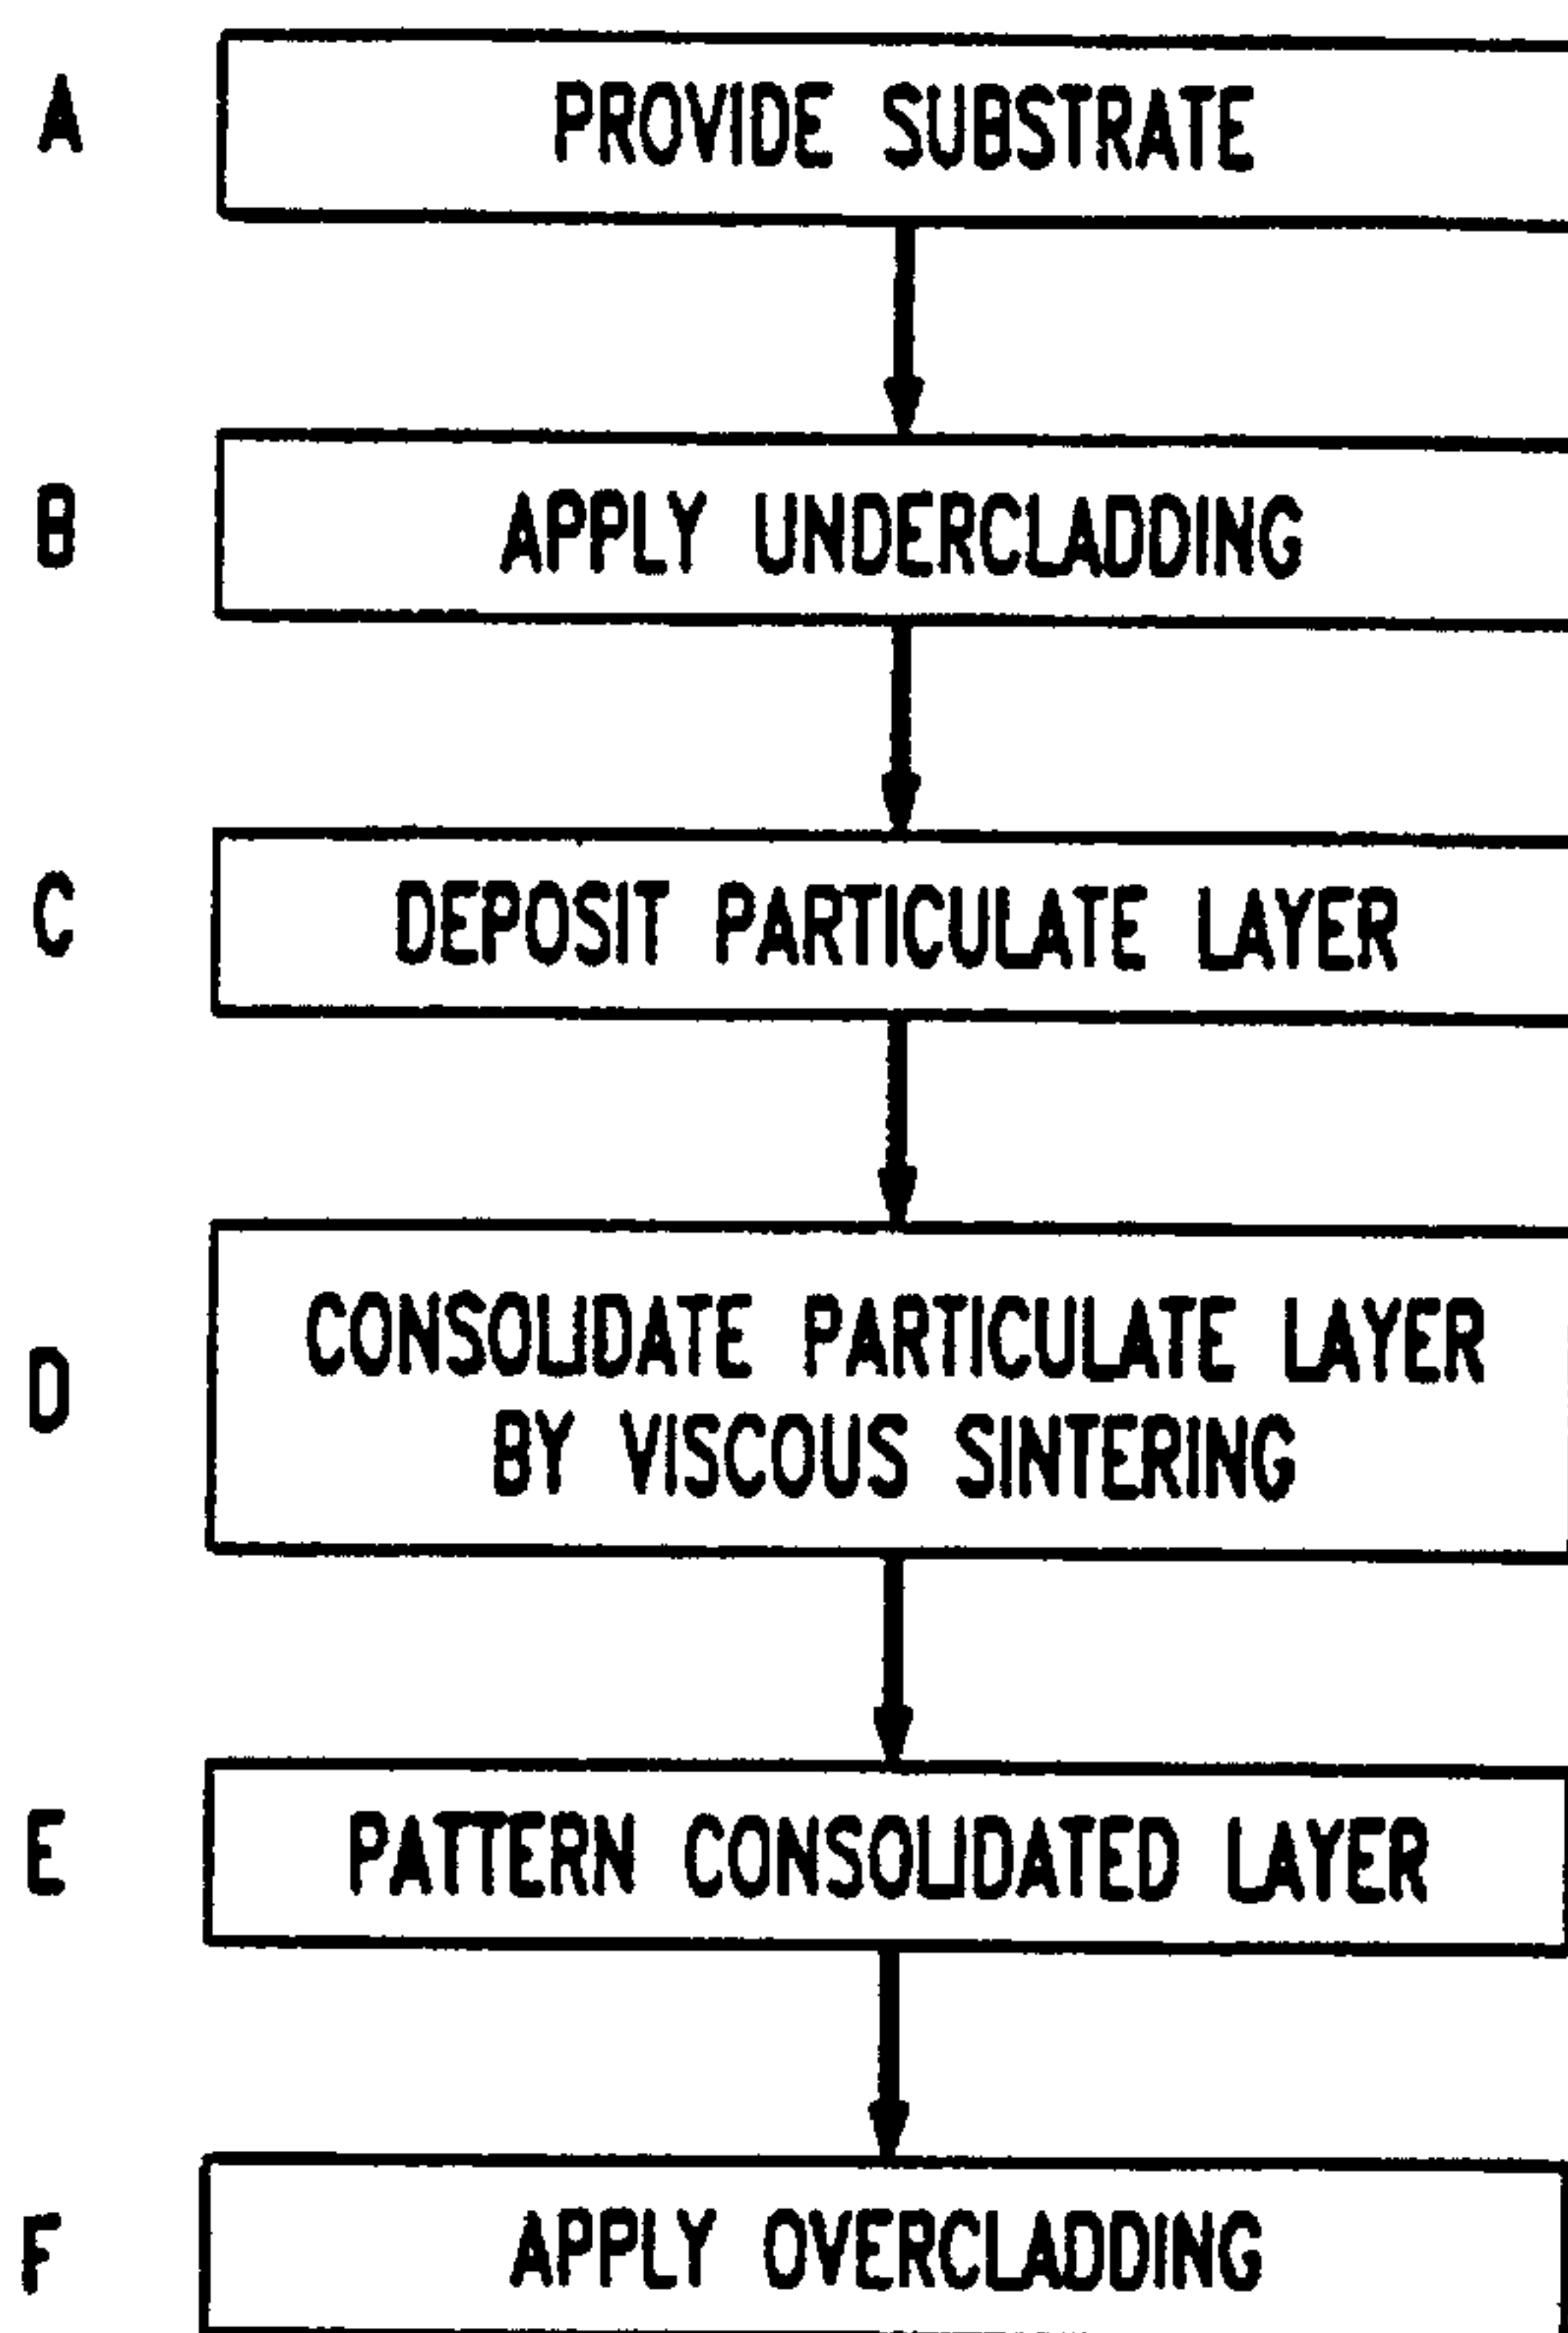 A
PROVIDE SUBSTRATE
B
APPLY UNDERCLADDING
C
DEPOSIT PARTICULATE LAYER
D
CONSOLIDATE PARTICULATE LAYER
BY VISCOUS SINTERING
E
PATTERN CONSOLIDATED LAYER
F
APPLY OVERCLADDING